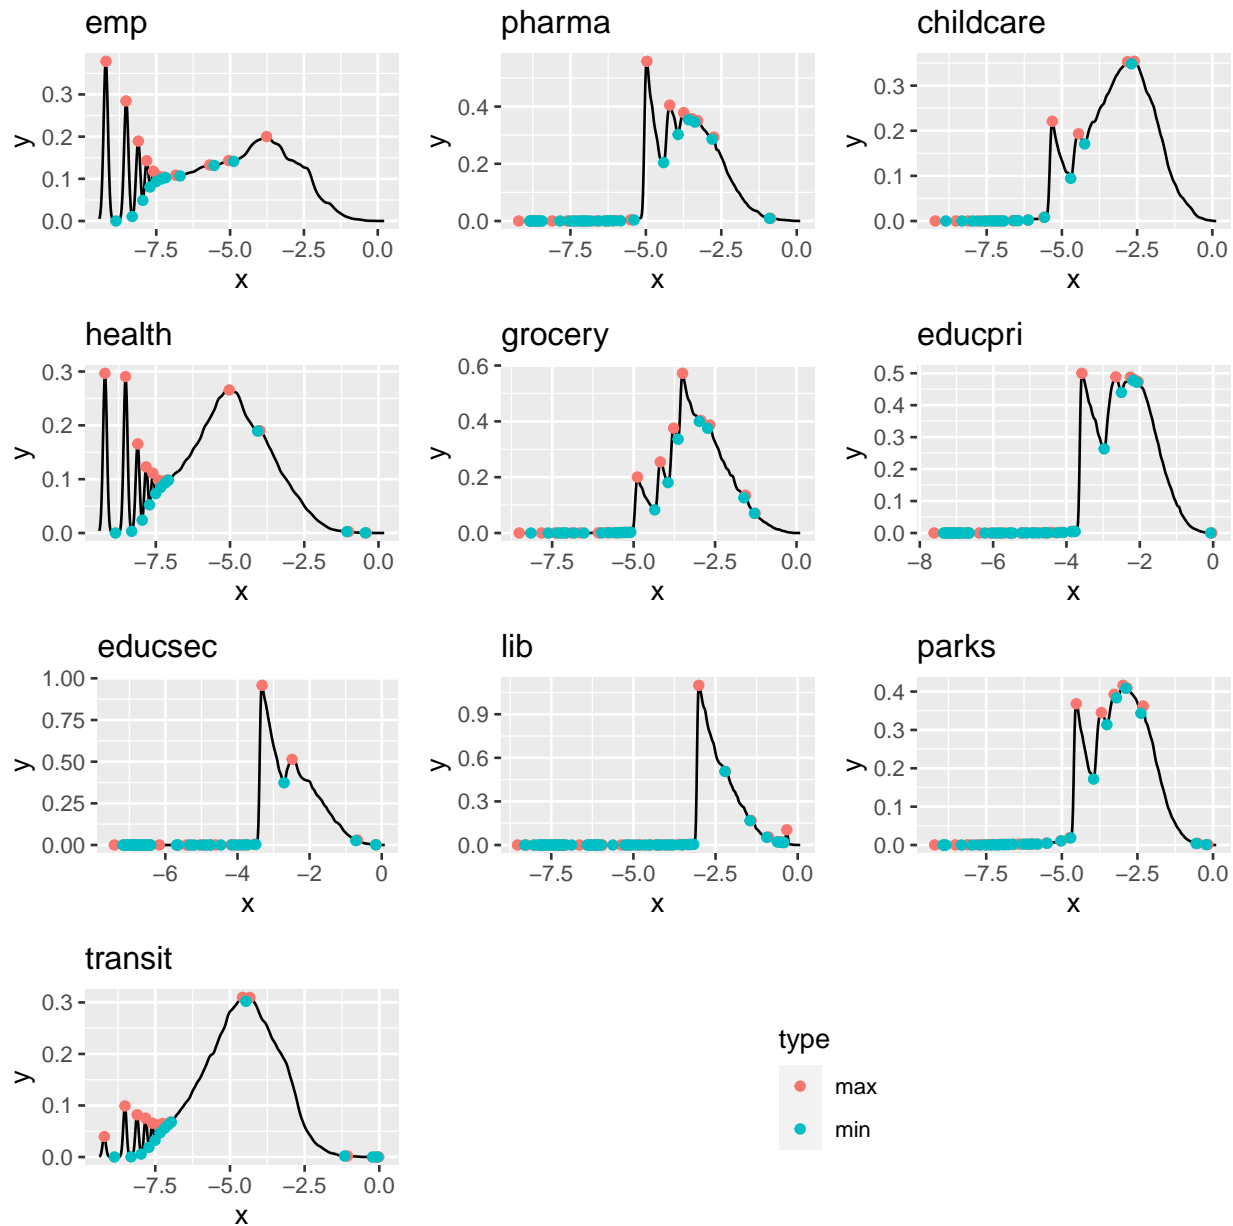 emp pharma childcare
y 0.3 0.2 0.1 0.0 y 0.4 0.2 0.0 y 0.3 0.2 0.1 0.0
−7.5 −5.0 −2.5 0.0 −7.5 −5.0 −2.5 0.0 −7.5 −5.0 −2.5 0.0
x x x
health grocery educpri
y 0.3 0.2 0.1 0.0 y 0.6 0.4 0.2 0.0 y 0.5 0.4 0.3 0.2 0.1 0.0
−7.5 −5.0 −2.5 0.0 −7.5 −5.0 −2.5 0.0 −8 −6 −4 −2 0
x x x
educsec lib parks
y 1.00 0.75 0.50 0.25 0.00 y 0.9 0.6 0.3 0.0 y 0.4 0.3 0.2 0.1 0.0
−6 −4 −2 0 −7.5 −5.0 −2.5 0.0 −7.5 −5.0 −2.5 0.0
x x x
transit
y 0.3 0.2 0.1 0.0
−7.5 −5.0 −2.5 0.0
x
type
max
min